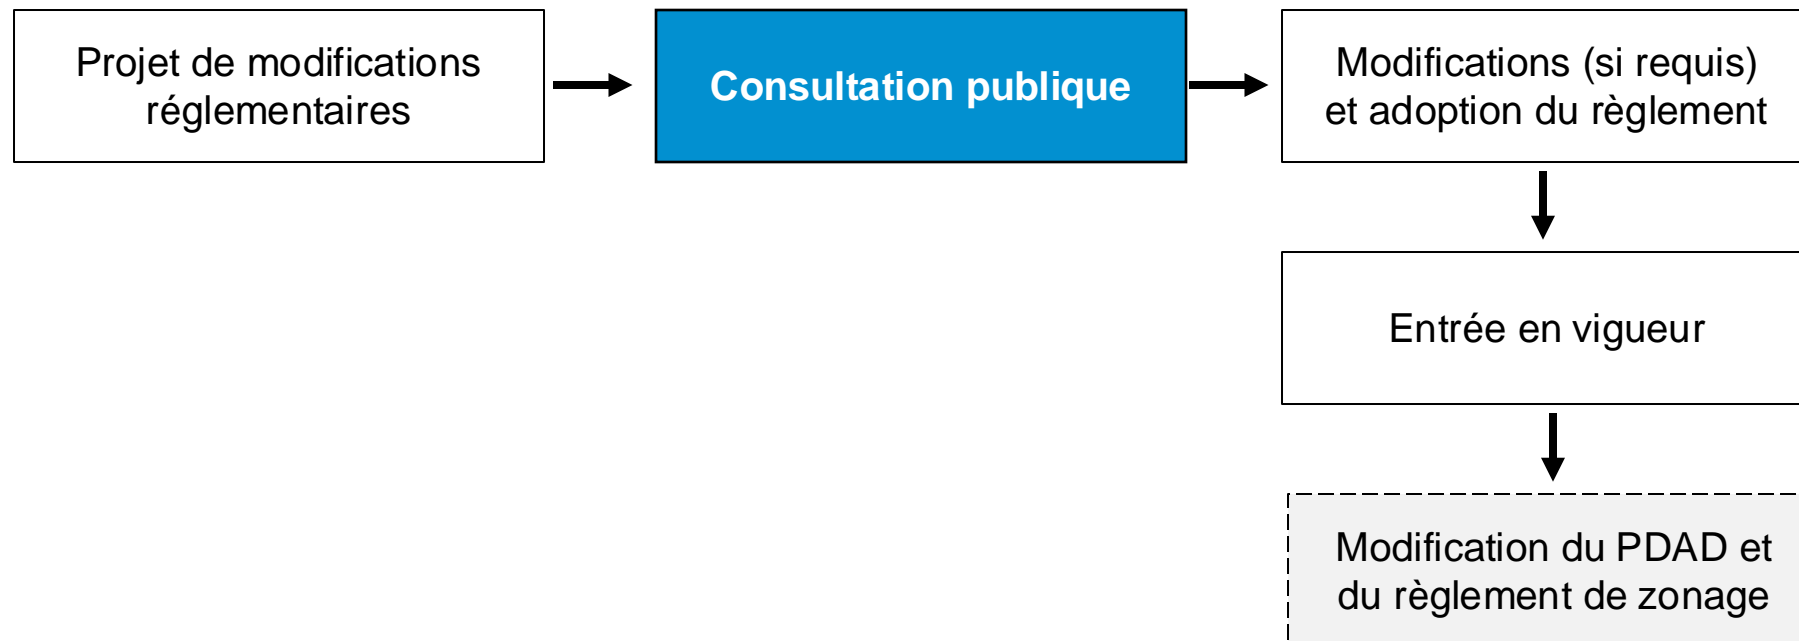 Projet de modifications
réglementaires
Consultation publique
Modifications (si requis)
et adoption du règlement
Entrée en vigueur
Modification du PDAD et
du règlement de zonage